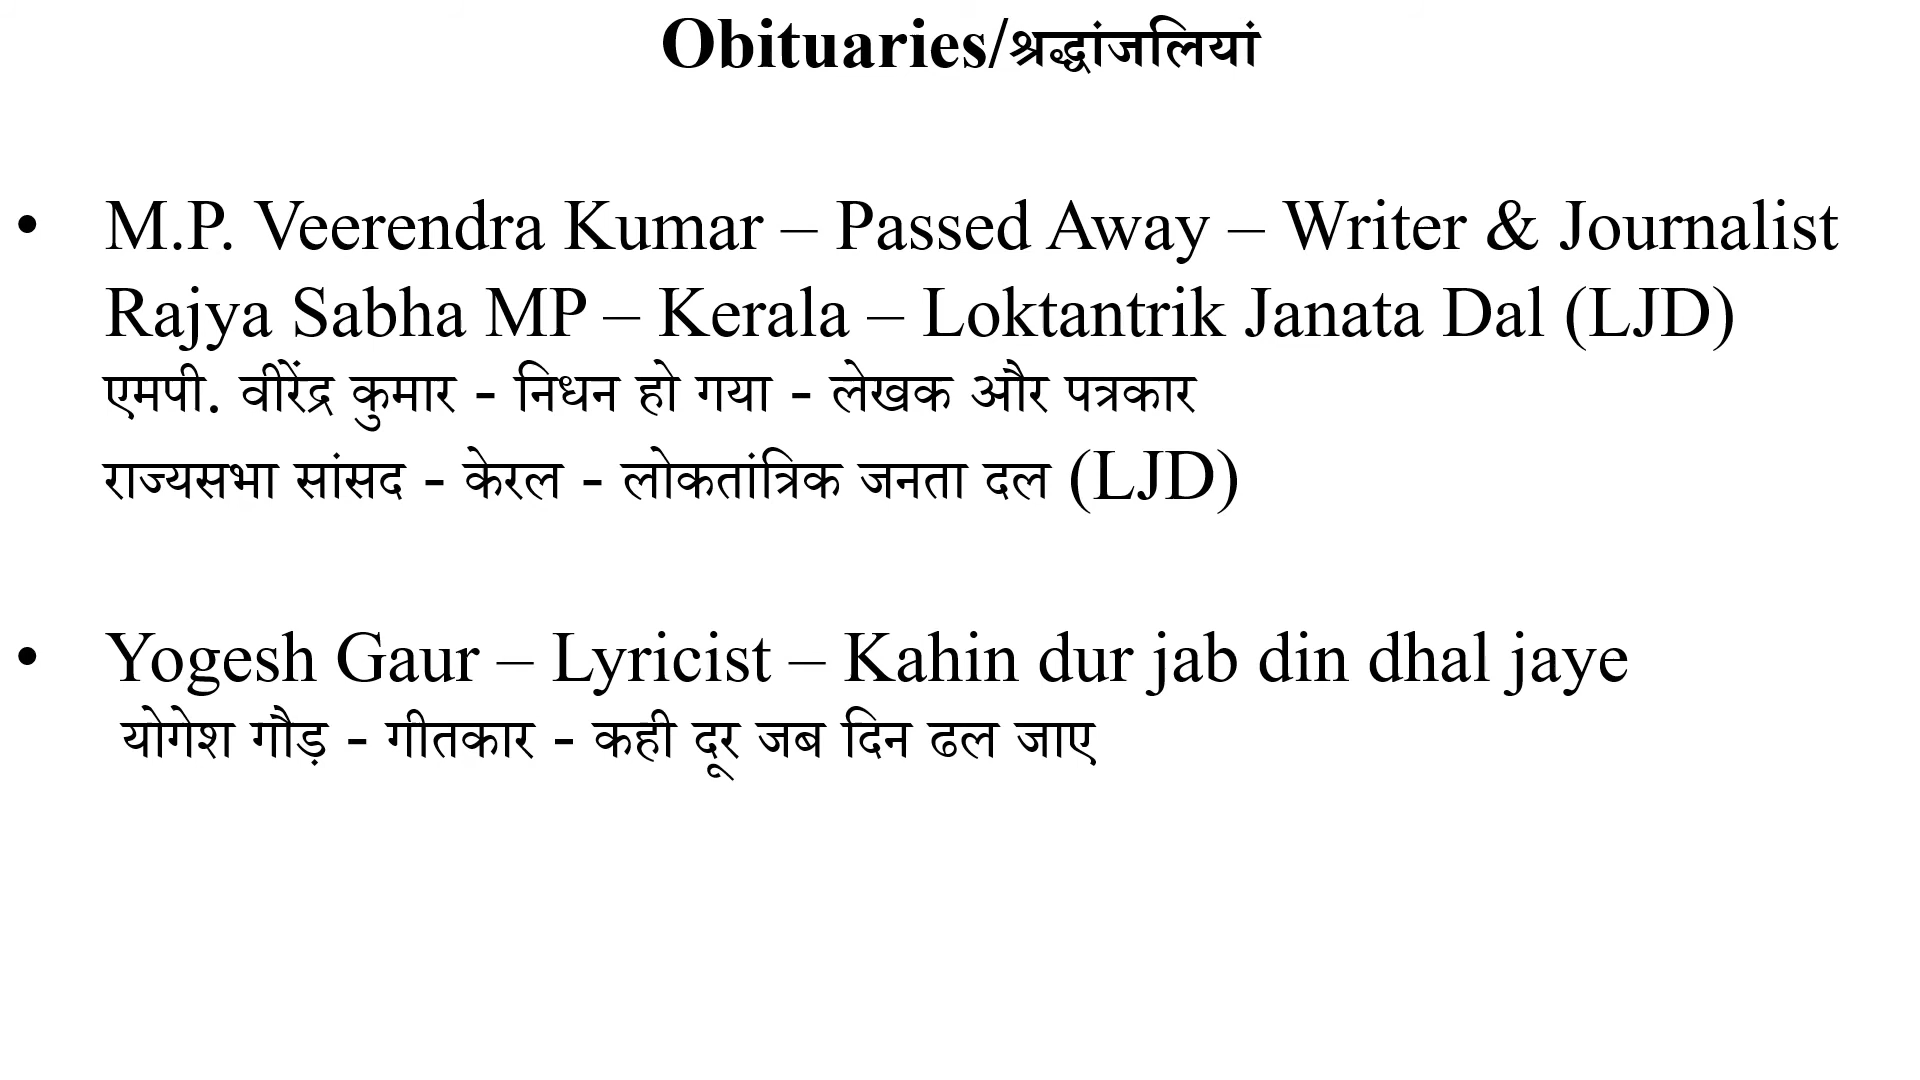 Obituaries/श्रद्धांजलियां
• M.P. Veerendra Kumar – Passed Away – Writer & Journalist
Rajya Sabha MP – Kerala – Loktantrik Janata Dal (LJD)
एमपी. वीरेंद्र कुमार - निधन हो गया - लेखक और पत्रकार
राज्यसभा सांसद - केरल - लोकतांत्रिक जनता दल (LJD)
• Yogesh Gaur – Lyricist – Kahin dur jab din dhal jaye
योगेश गौड़ - गीतकार - कही दूर जब दिन ढल जाए